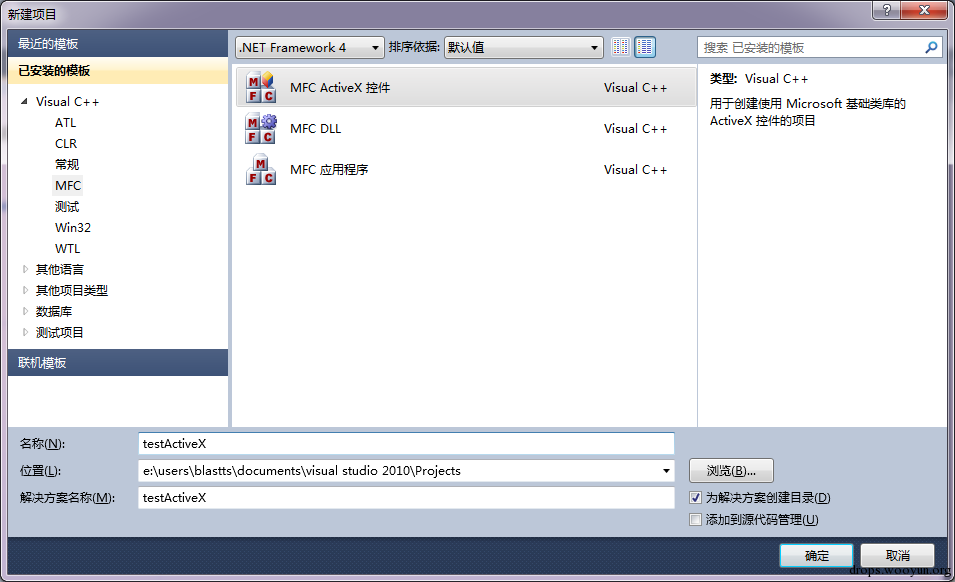 新建项目
最近的模板
已安装的模板
Visual C++
ATL
CLR
常规
MFC
测试
Win32
WTL
其他语言
其他项目类型
数据库
测试项目
联机模板
.NET Framework 4 排序依据: 默认值
MFC ActiveX 控件 Visual C++
MFC DLL Visual C++
MFC 应用程序 Visual C++
搜索 已安装的模板
类型: Visual C++
用于创建使用 Microsoft 基础类库的
ActiveX 控件的项目
名称(N): testActiveX
位置(L): e:\users\blastts\documents\visual studio 2010\Projects 浏览(B)...
解决方案名称(M): testActiveX
为解决方案创建目录(D)
添加到源代码管理(U)
确定 取消
drops.wooyun.org